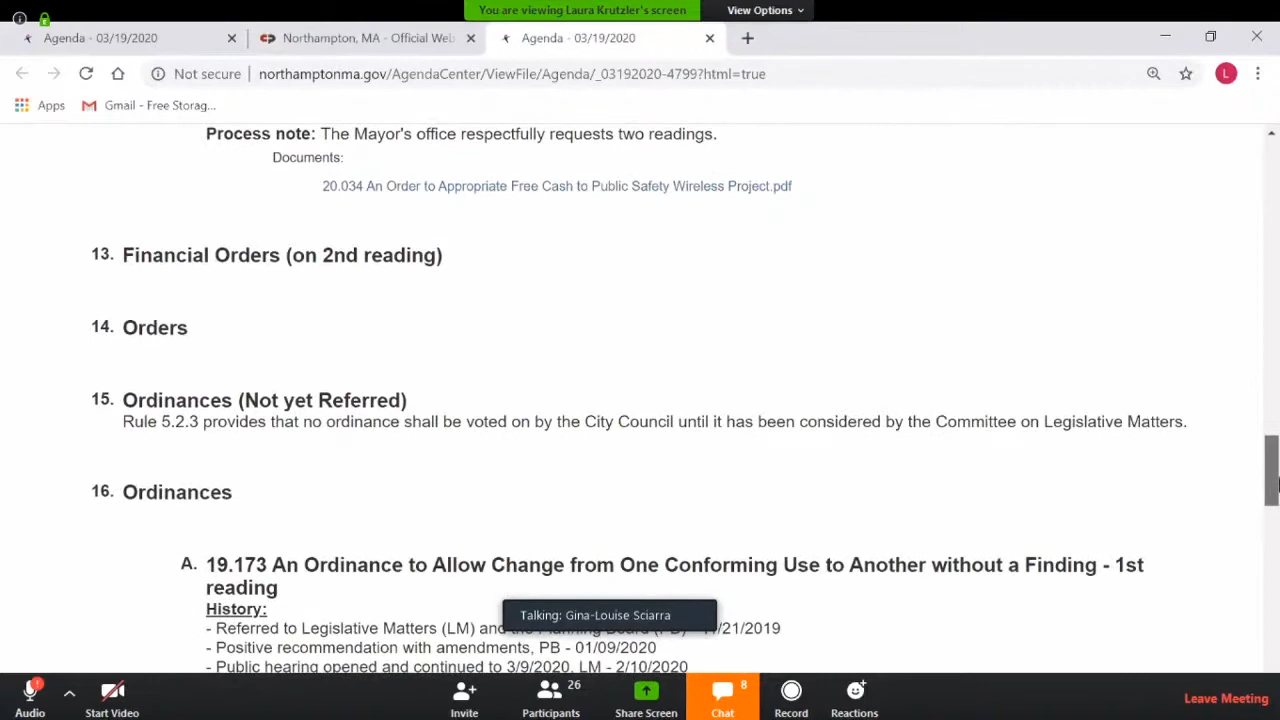 You are viewing Laura Krutzler's screen
View Options
Agenda - 03/19/2020
Northampton, MA - Official Web
Agenda - 03/19/2020
Not secure
northamptonma.gov/AgendaCenter/ViewFile/Agenda/_03192020-4799?html=true
L
Apps
Gmail - Free Storag...
Process note: The Mayor's office respectfully requests two readings.
Documents:
20.034 An Order to Appropriate Free Cash to Public Safety Wireless Project.pdf
13. Financial Orders (on 2nd reading)
14. Orders
15. Ordinances (Not yet Referred)
Rule 5.2.3 provides that no ordinance shall be voted on by the City Council until it has been considered by the Committee on Legislative Matters.
16. Ordinances
A. 19.173 An Ordinance to Allow Change from One Conforming Use to Another without a Finding - 1st
reading
History:
Talking: Gina-Louise Sciarra
- Referred to Legislative Matters (LM) and /21/2019
- Positive recommendation with amendments, PB - 01/09/2020
- Public hearing opened and continued to 3/9/2020, LM - 2/10/2020
Audio
Start Video
Invite
Participants
26
Share Screen
Chat
8
Record
Reactions
Leave Meeting